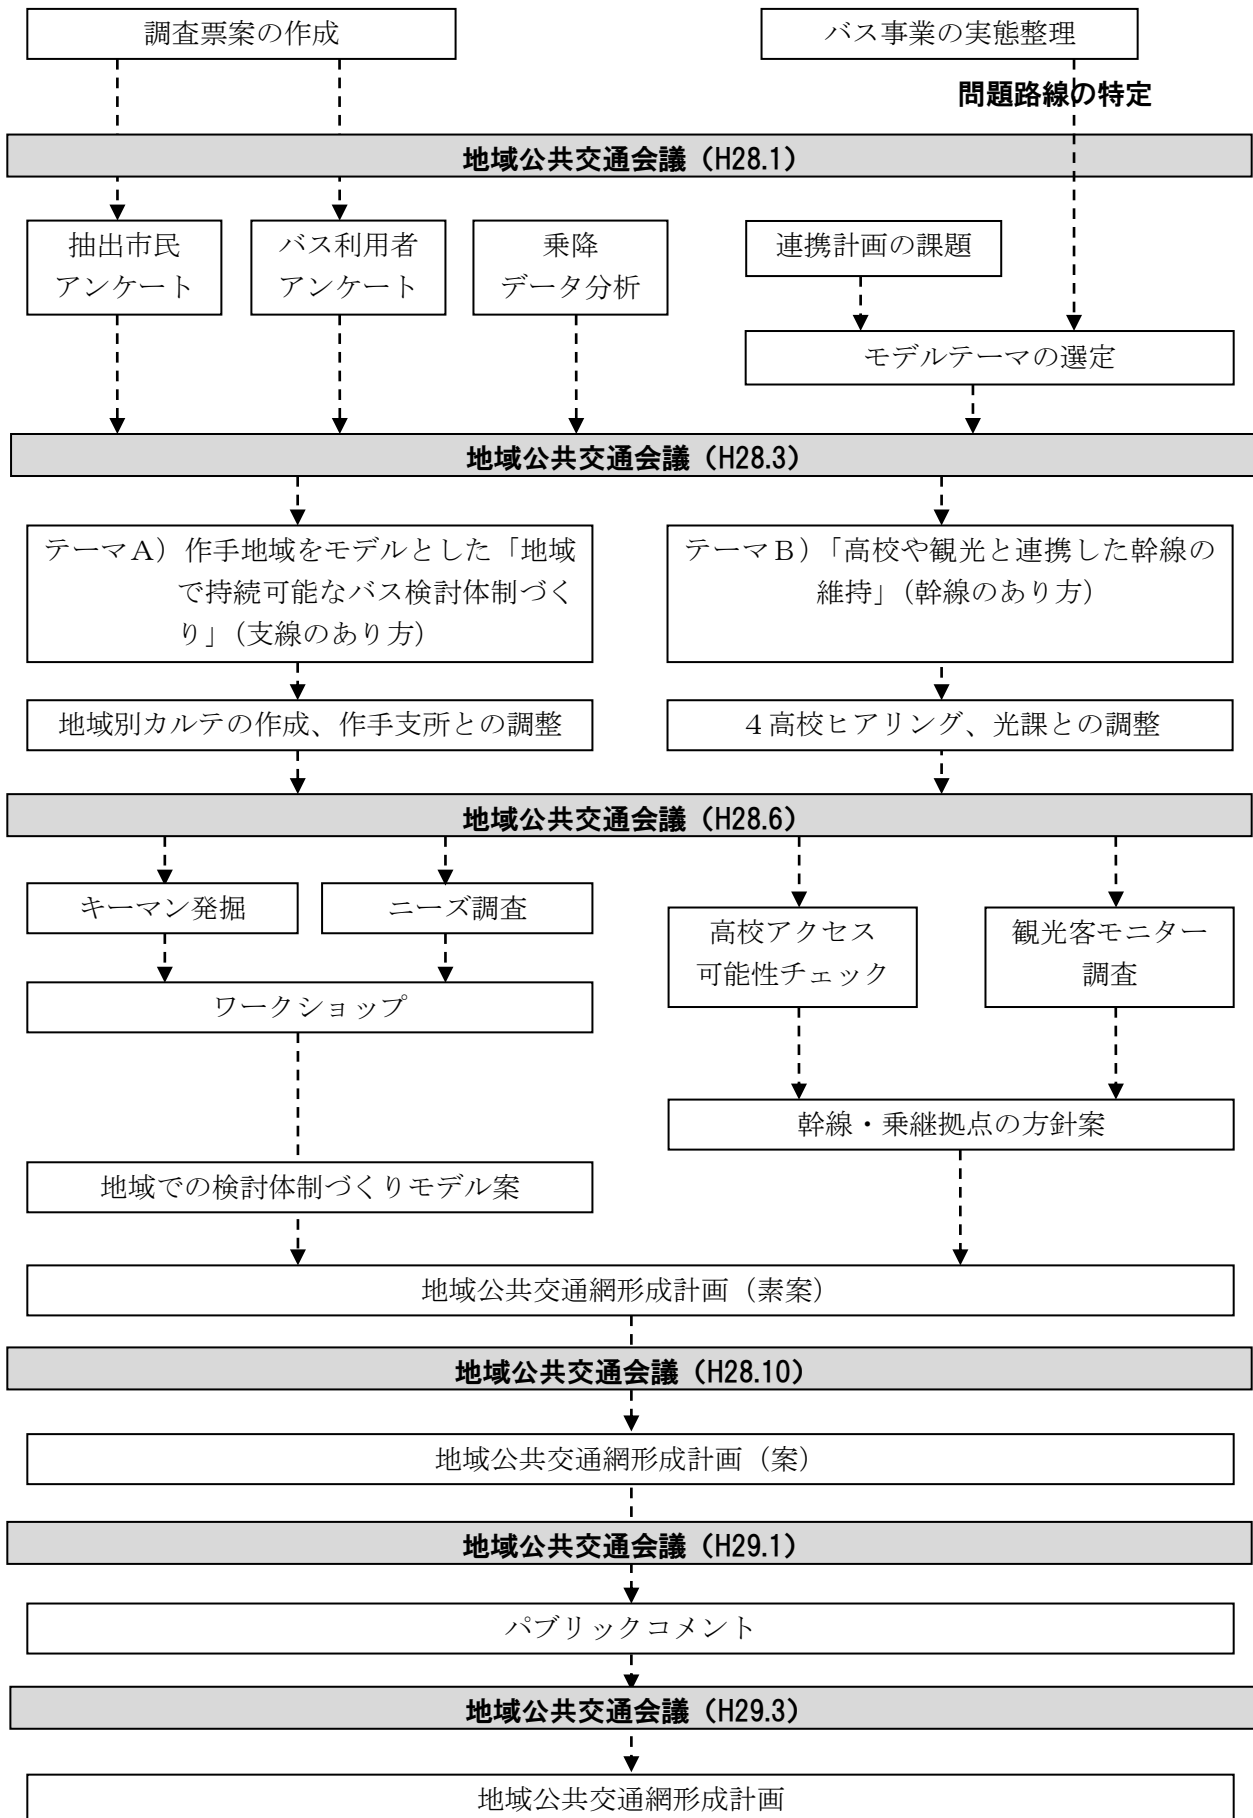 調査票案の作成
バス事業の実態整理
問題路線の特定
地域公共交通会議（H28.1）
抽出市民
アンケート
バス利用者
アンケート
乗降
データ分析
連携計画の課題
モデルテーマの選定
地域公共交通会議（H28.3）
テーマＡ）作手地域をモデルとした「地域
で持続可能なバス検討体制づく
り」（支線のあり方）
テーマＢ）「高校や観光と連携した幹線の
維持」（幹線のあり方）
地域別カルテの作成、作手支所との調整
４高校ヒアリング、光課との調整
地域公共交通会議（H28.6）
キーマン発掘
ニーズ調査
高校アクセス
可能性チェック
観光客モニター
調査
ワークショップ
幹線・乗継拠点の方針案
地域での検討体制づくりモデル案
地域公共交通網形成計画（素案）
地域公共交通会議（H28.10）
地域公共交通網形成計画（案）
地域公共交通会議（H29.1）
パブリックコメント
地域公共交通会議（H29.3）
地域公共交通網形成計画